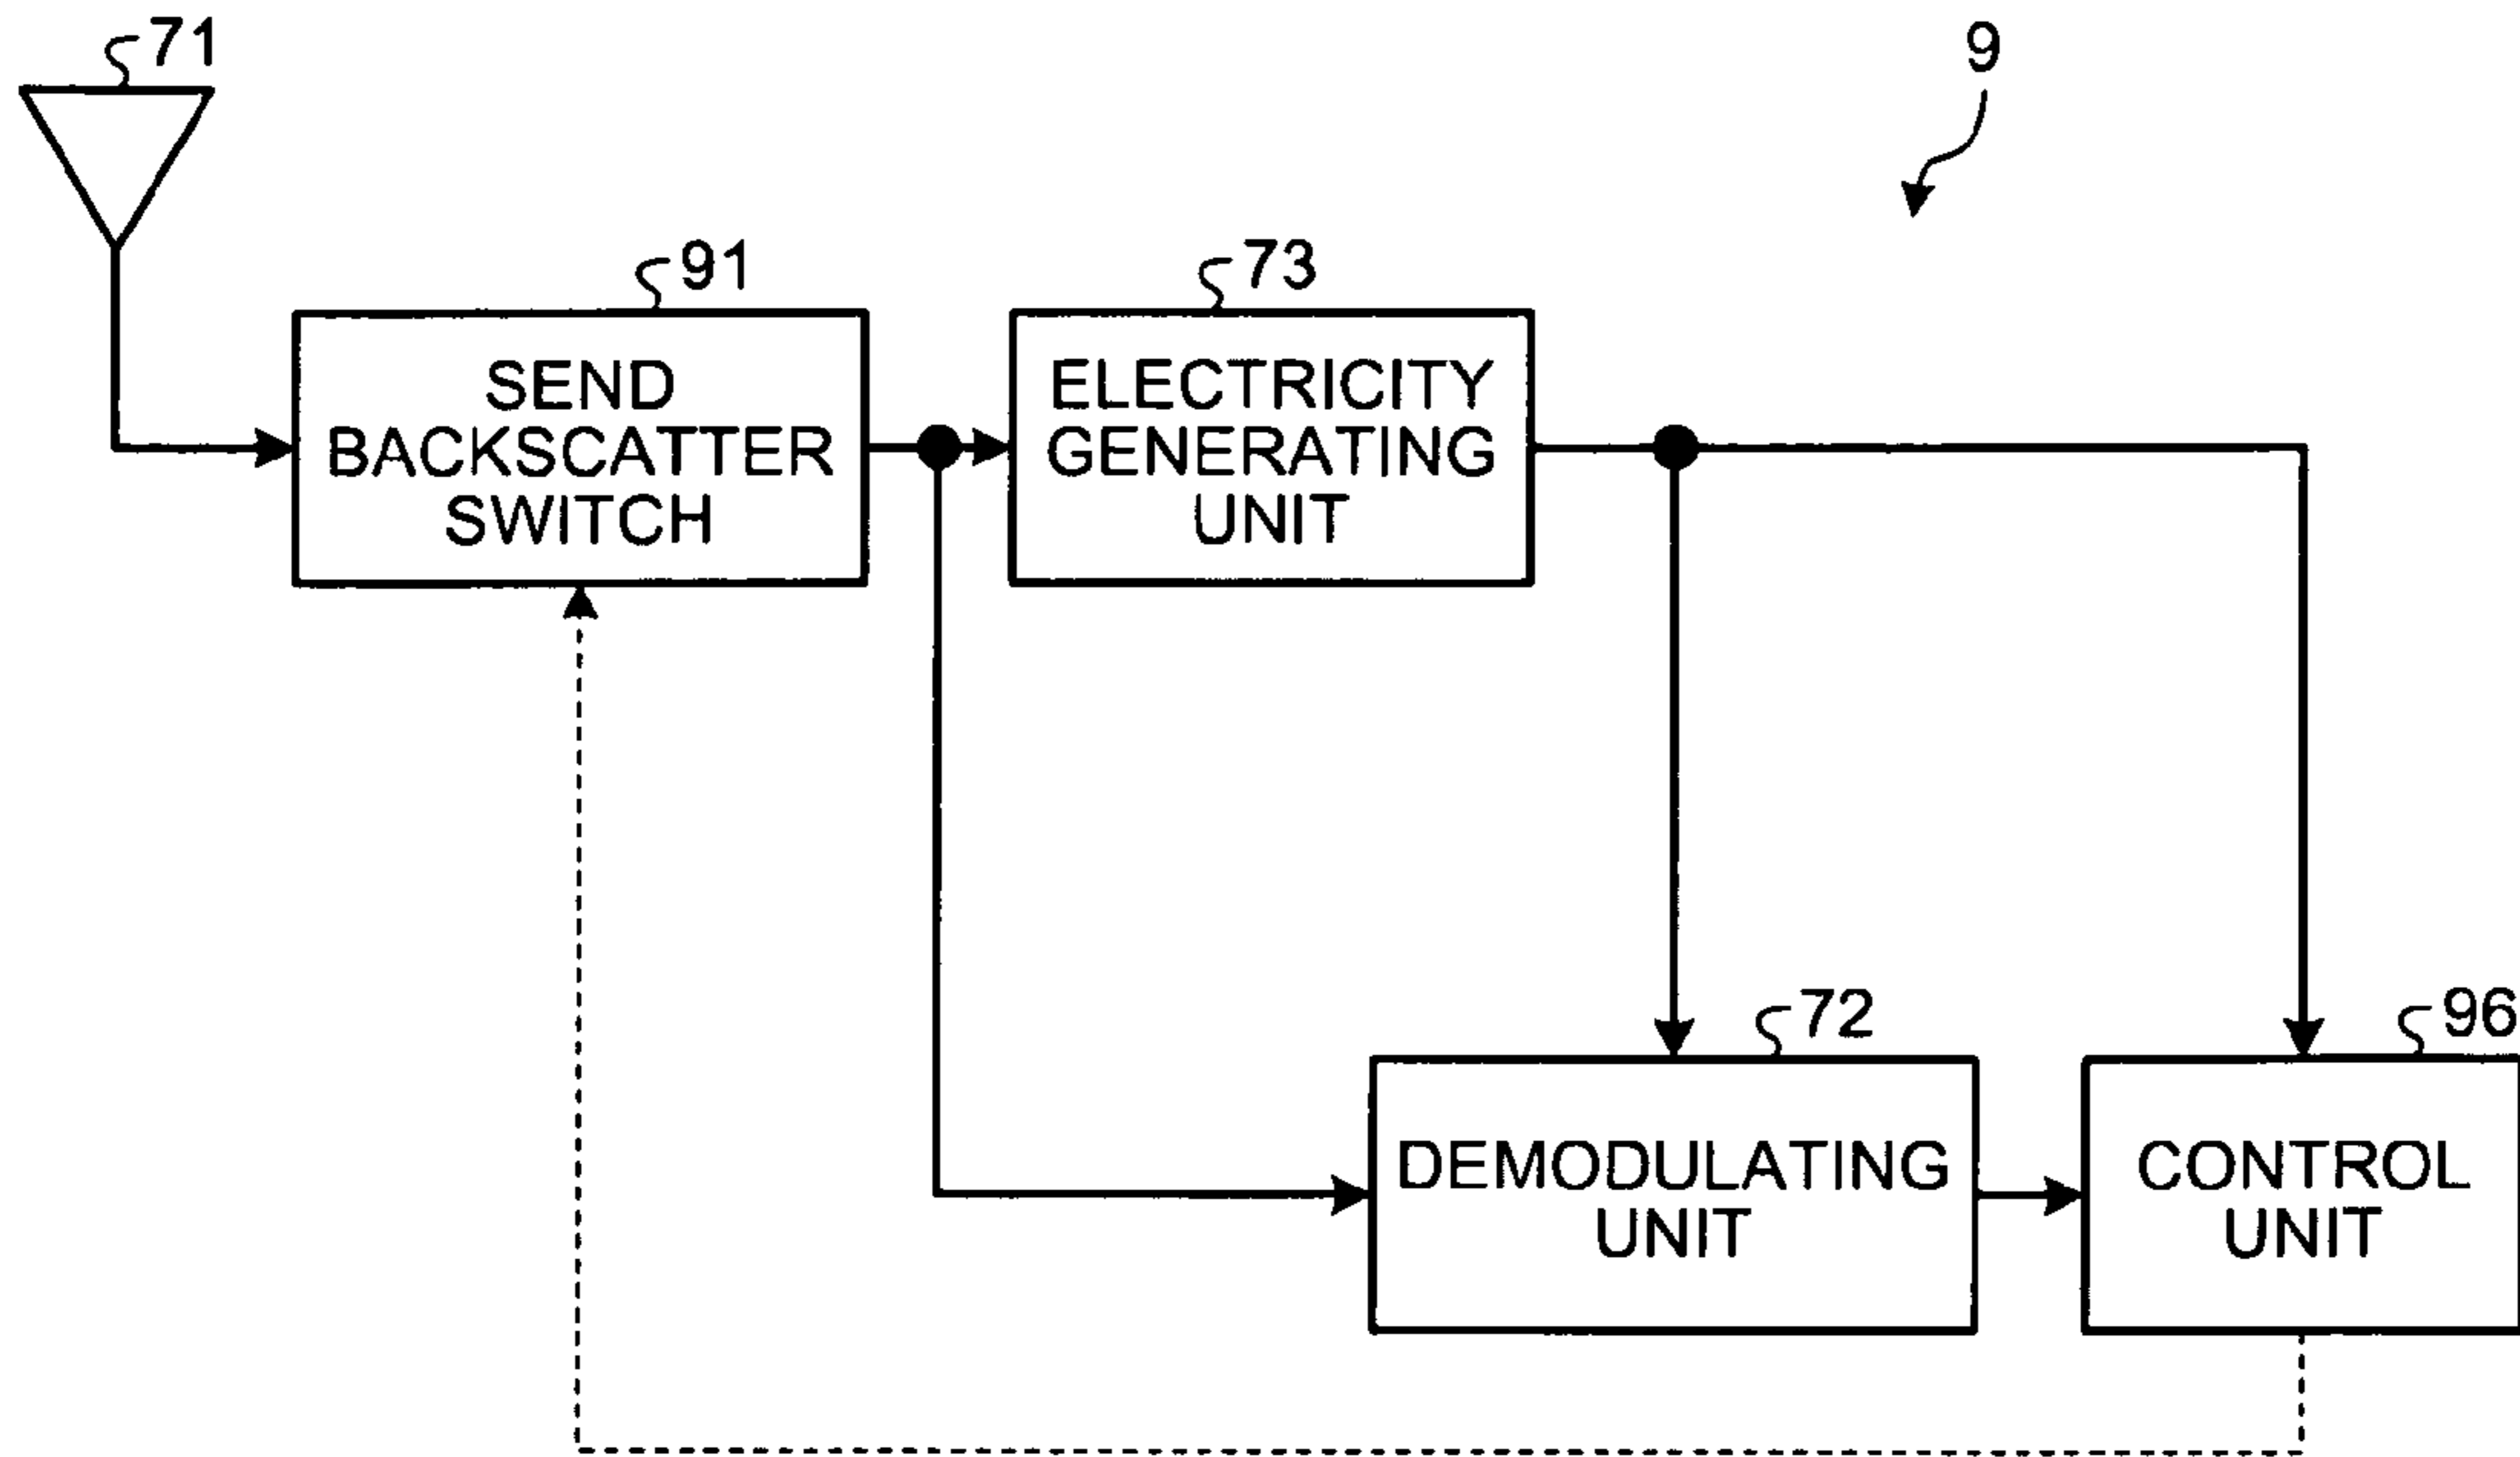 71
9
91
73
SEND
BACKSCATTER
SWITCH
ELECTRICITY
GENERATING
UNIT
72
96
DEMODULATING
UNIT
CONTROL
UNIT